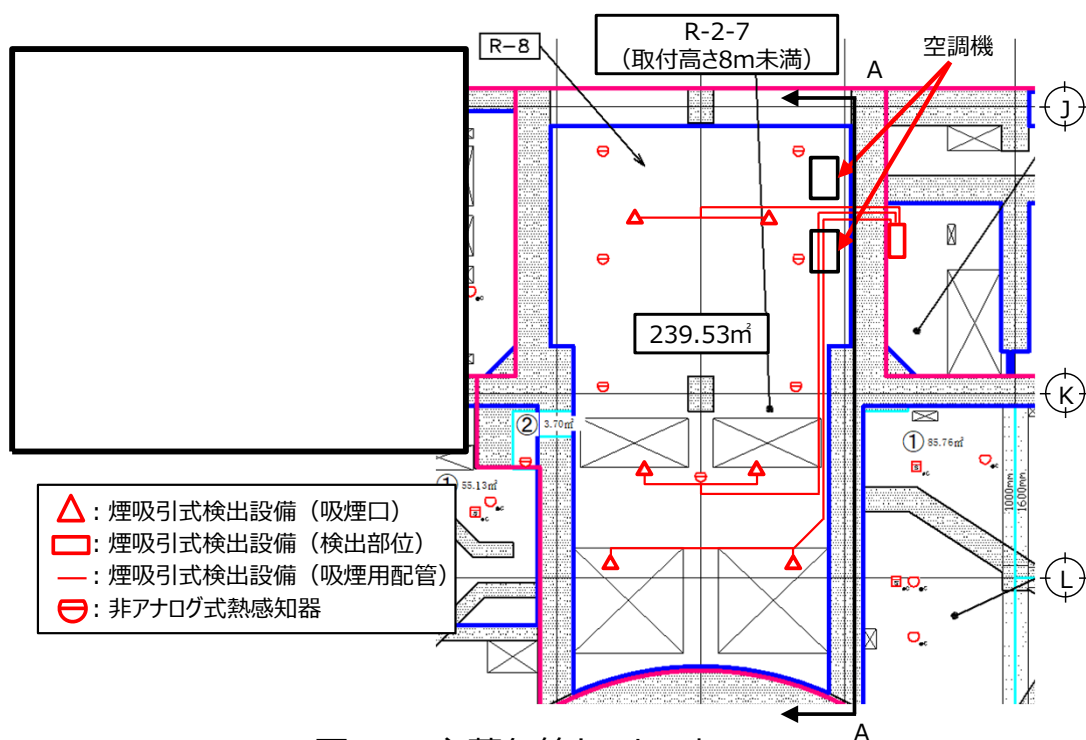 R-8
R-2-7
(取付高さ8m未満)
空調機
A
J
239.53㎡
K
② 3.70㎡
① 85.76㎡
① 55.13㎡
1000mm
1600mm
L
△:煙吸引式検出設備(吸煙口)
:煙吸引式検出設備(検出部位)
:煙吸引式検出設備(吸煙用配管)
:非アナログ式熱感知器
A